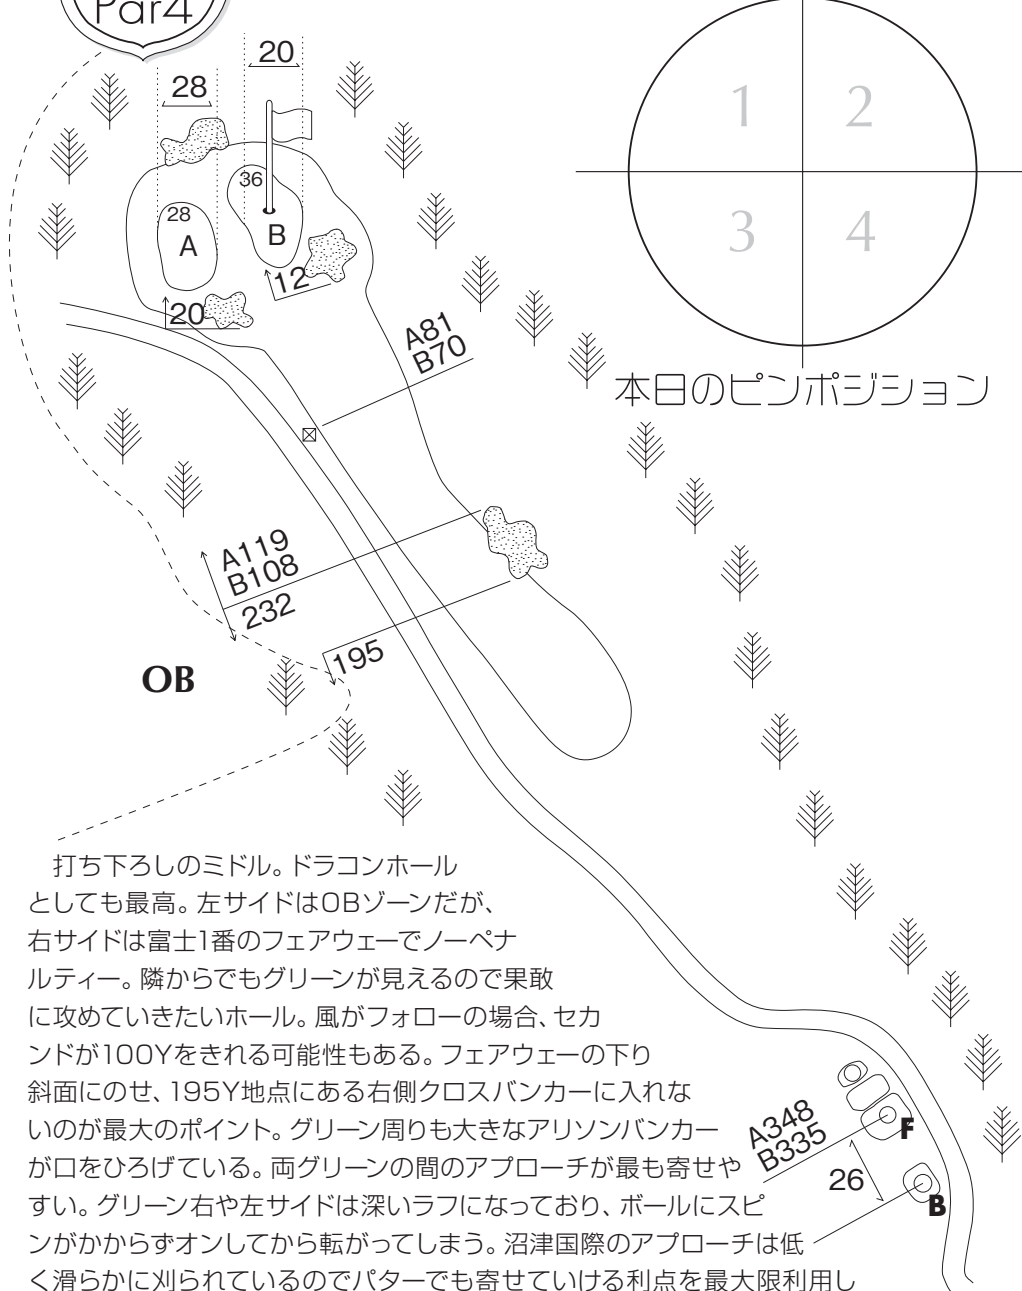 Par4
20
28
1
2
36
28
A
B
3
4
12
20
A81
B70
本日のピンポジション
A119
B108
232
195
OB
打ち下ろしのミドル。ドラコンホール
としても最高。左サイドはOBゾーンだが、
右サイドは富士1番のフェアウェーでノーペナ
ルティー。隣からでもグリーンが見えるので果敢
に攻めていきたいホール。風がフォローの場合、セカ
ンドが100Yをきれる可能性もある。フェアウェーの下り
斜面にのせ、195Y地点にある右側クロスバンカーに入れな
いのが最大のポイント。グリーン周りも大きなアリソンバンカー
が口をひろげている。両グリーンの間のアプローチが最も寄せや
すい。グリーン右や左サイドは深いラフになっており、ボールにスピ
ンがかからずオンしてから転がってしまう。沼津国際のアプローチは低
く滑らかに刈られているのでパターでも寄せていける利点を最大限利用し
A348
B335
F
26
B